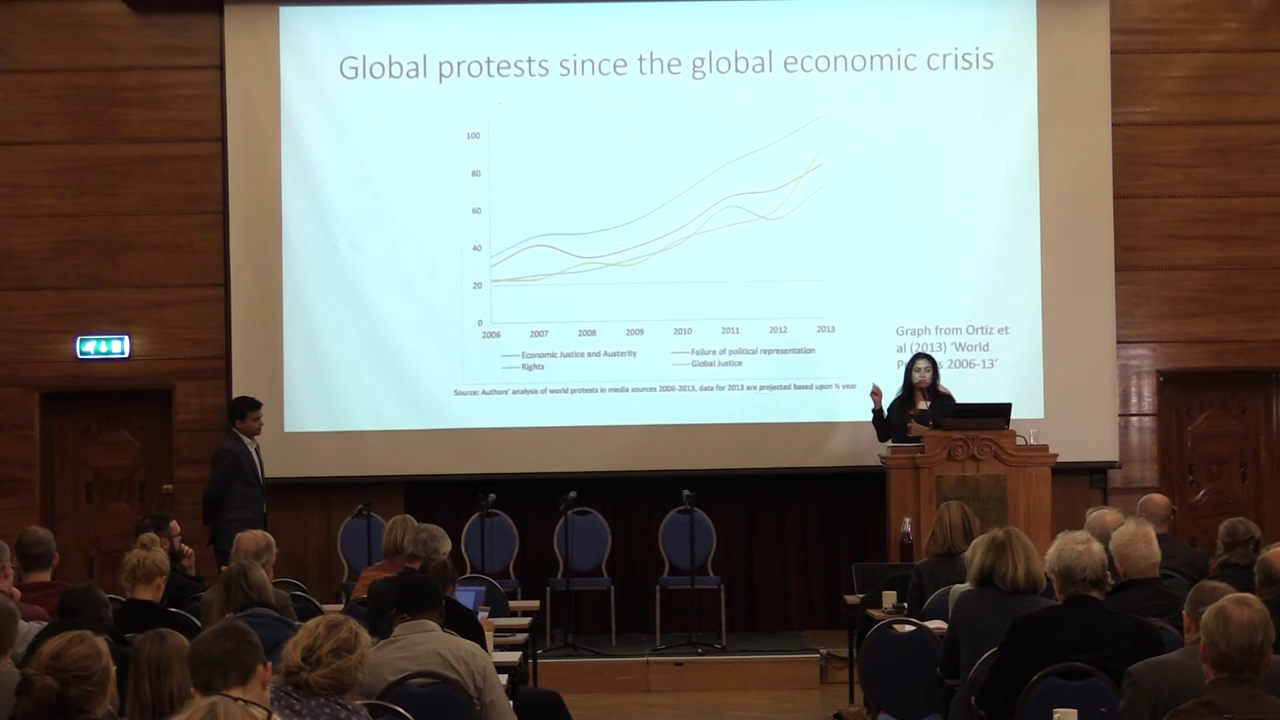 Global protests since the global economic crisis
100
80
60
40
20
0
2006 2007 2008 2009 2010 2011 2012 2013
Economic Justice and Austerity Failure of political representation
Rights Global Justice
Source: Authors' analysis of world protests in media sources 2006-2013, data for 2013 are projected based upon ½ year
Graph from Ortiz et
al (2013) 'World
2006-13'